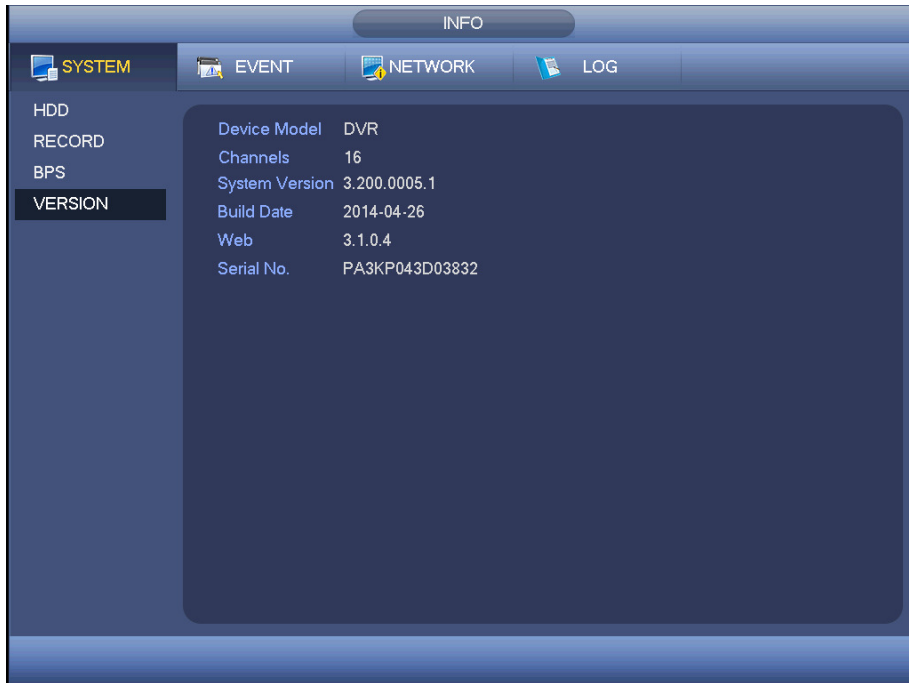 INFO
SYSTEM EVENT NETWORK LOG
HDD
RECORD
BPS
VERSION
Device Model DVR
Channels 16
System Version 3.200.0005.1
Build Date 2014-04-26
Web 3.1.0.4
Serial No. PA3KP043D03832